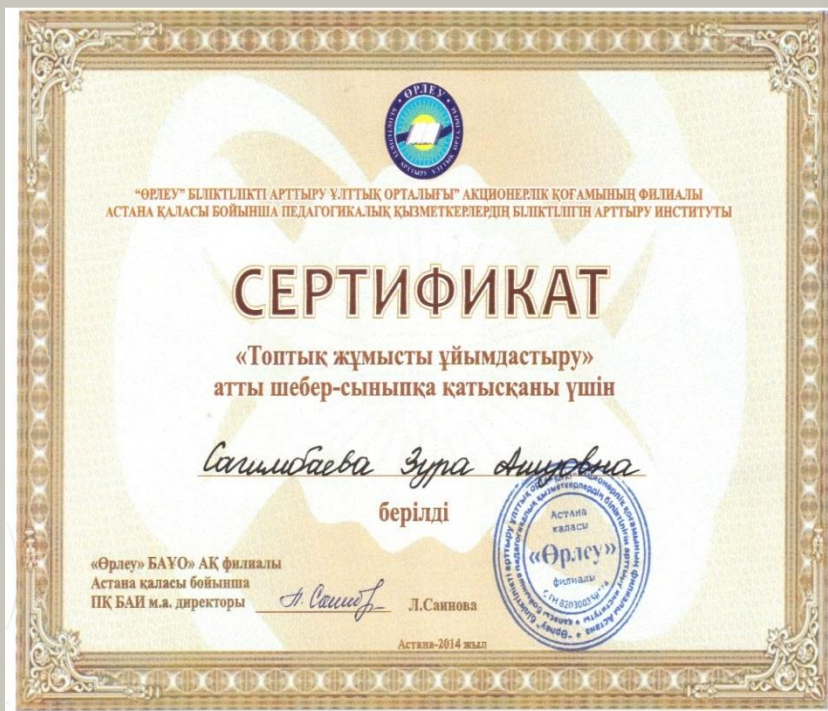 ӨРЛЕУ
"ӨРЛЕУ" БІЛІКТІЛІКТІ АРТТЫРУ ҰЛТТЫҚ ОРТАЛЫҒЫ" АКЦИОНЕРЛІК ҚОҒАМЫНЫҢ ФИЛИАЛЫ
АСТАНА ҚАЛАСЫ БОЙЫНША ПЕДАГОГИКАЛЫҚ ҚЫЗМЕТКЕРЛЕРДІҢ БІЛІКТІЛІГІН АРТТЫРУ ИНСТИТУТЫ
СЕРТИФИКАТ
«Топтық жұмысты ұйымдастыру»
атты шебер-сыныпқа қатысқаны үшін
Сагимбаева Зура Ашировна
берілді
Астана
қаласы
«Өрлеу»
филиалы
«Өрлеу» БАҰО» АҚ филиалы
Астана қаласы бойынша
ПҚ БАИ м.а. директоры Л.Саинова
Астана-2014 жыл